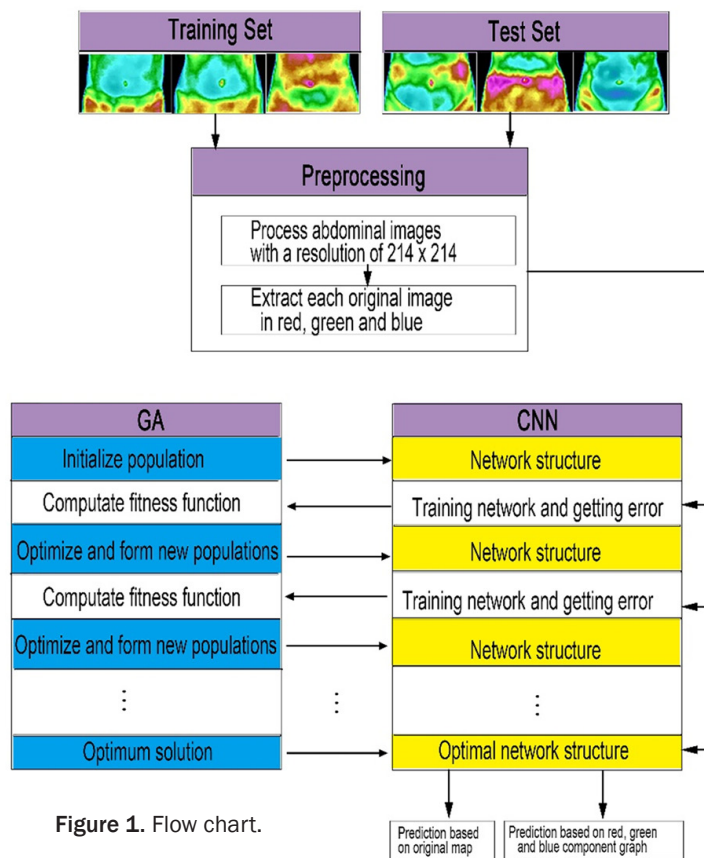 Training Set
Test Set
Preprocessing
Process abdominal images
with a resolution of 214 x 214
Extract each original image
in red, green and blue
GA
CNN
Initialize population
Network structure
Computate fitness function
Training network and getting error
Optimize and form new populations
Network structure
Computate fitness function
Training network and getting error
Optimize and form new populations
Network structure
⋮
⋮
⋮
Optimum solution
Optimal network structure
Prediction based
on original map
Prediction based on red, green
and blue component graph
Figure 1. Flow chart.